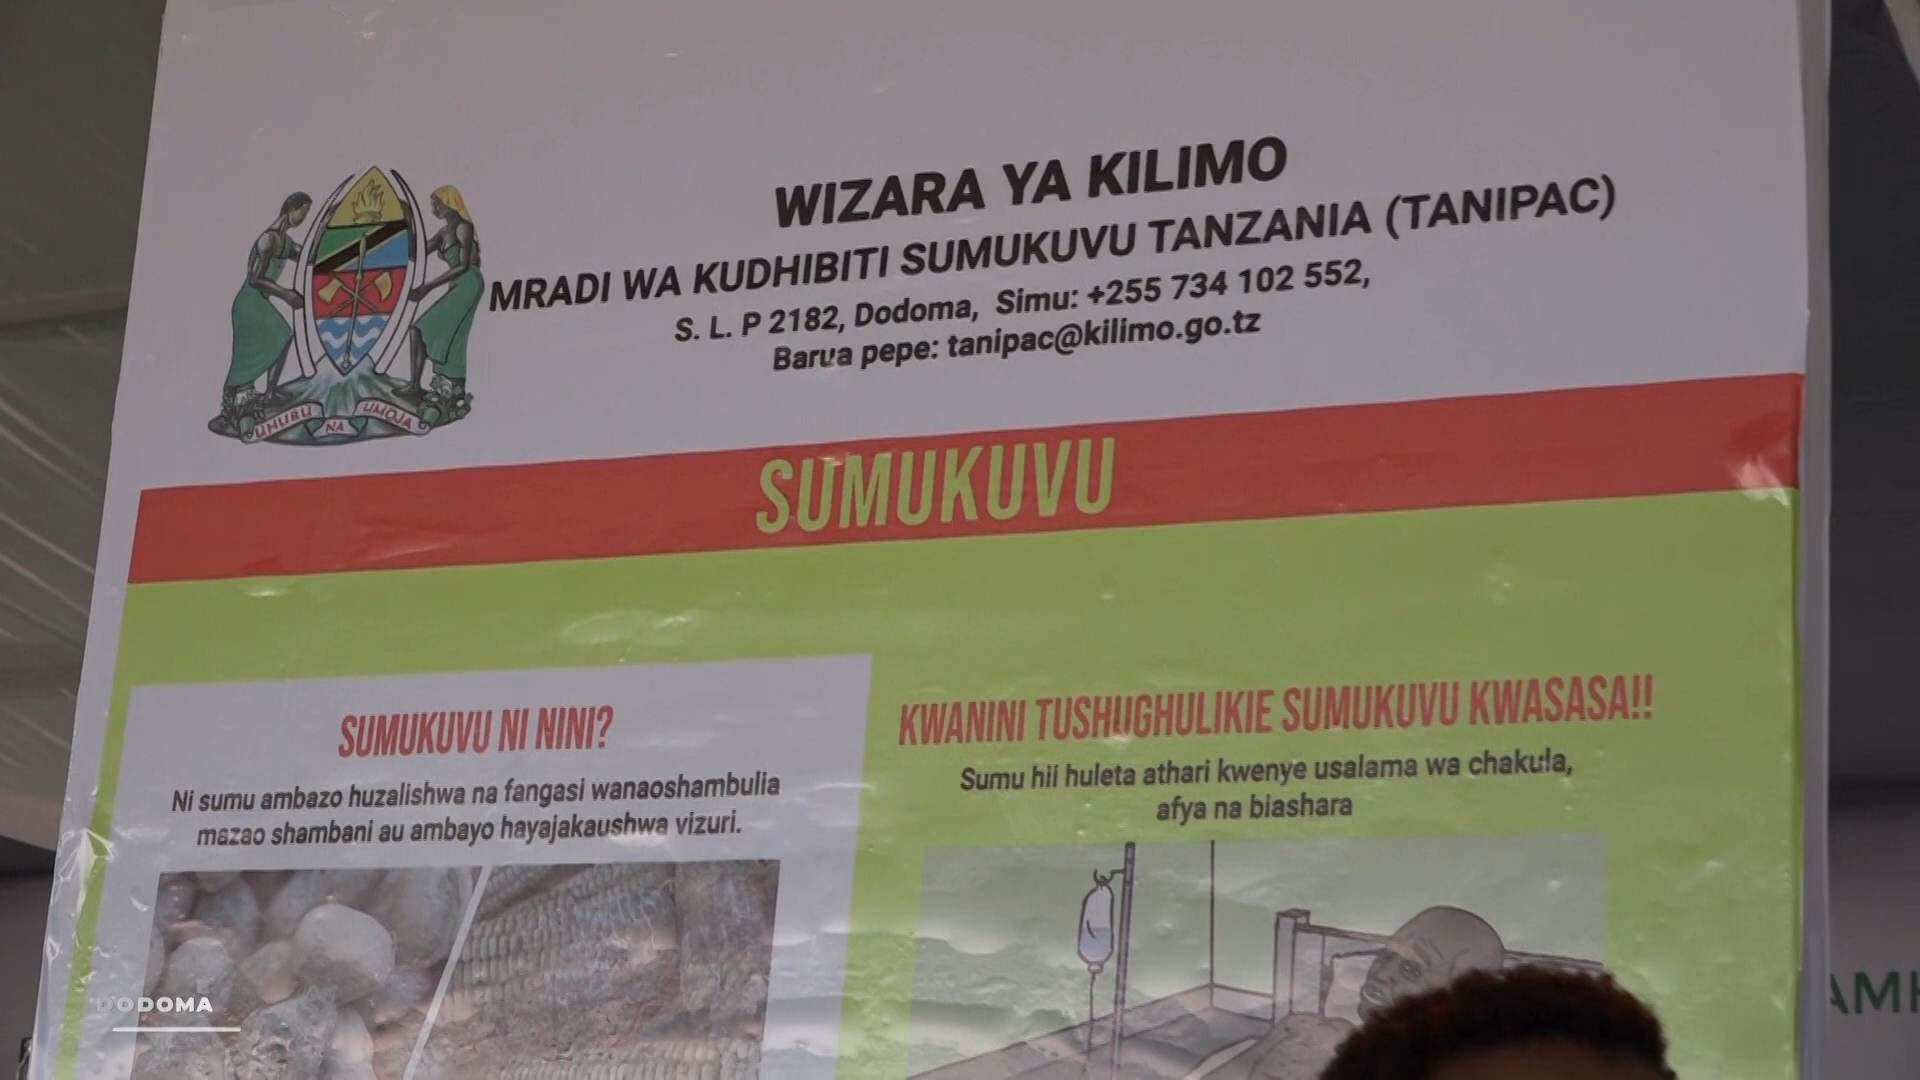 WIZARA YA KILIMO
MRADI WA KUDHIBITI SUMUKUVU TANZANIA (TANIPAC)
S. L. P 2182, Dodoma, Simu: +255 734 102 552,
Barua pepe: tanipac@kilimo.go.tz
UHURU NA UMOJA
SUMUKUVU
SUMUKUVU NI NINI?
Ni sumu ambazo huzalishwa na fangasi wanaoshambulia
mazao shambani au ambayo hayajakaushwa vizuri.
KWANINI TUSHUGHULIKIE SUMUKUVU KWASASA!!
Sumu hii huleta athari kwenye usalama wa chakula,
afya na biashara
DODOMA